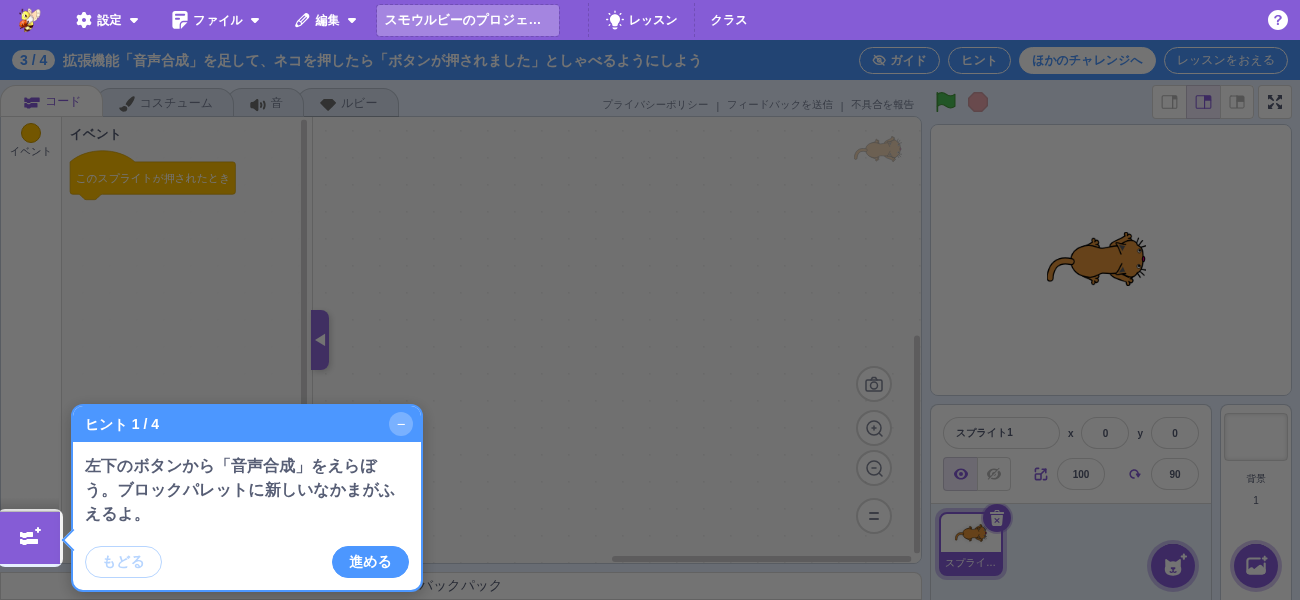 設定 ファイル 編集 スモウルビーのプロジェ... レッスン クラス ?
3 / 4 拡張機能「音声合成」を足して、ネコを押したら「ボタンが押されました」としゃべるようにしよう ガイド ヒント ほかのチャレンジへ レッスンをおえる
コード コスチューム 音 ルビー プライバシーポリシー | フィードバックを送信 | 不具合を報告
イベント
イベント
このスプライトが押されたとき
ヒント 1 / 4
左下のボタンから「音声合成」をえらぼ
う。ブロックパレットに新しいなかまがふ
えるよ。
もどる 進める
バックパック
スプライト1 x 0 y 0
100 90
スプライ...
背景
1